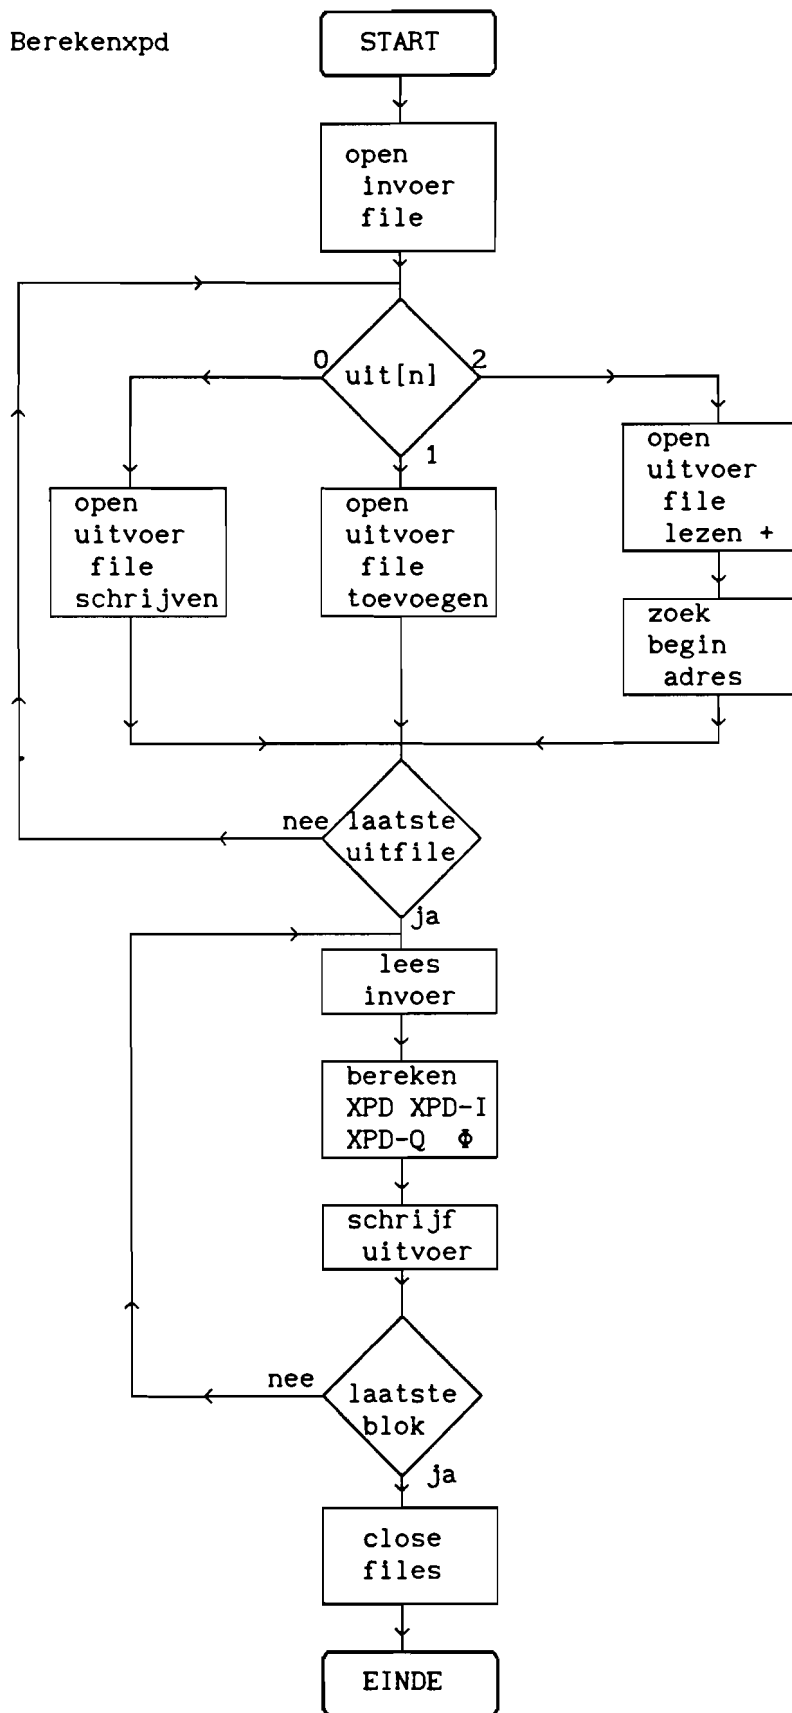 Berekenxpd
START
open
invoer
file
0
uit[n]
2
1
open
uitvoer
file
schrijven
open
uitvoer
file
toevoegen
open
uitvoer
file
lezen +
zoek
begin
adres
nee
laatste
uitfile
ja
lees
invoer
bereken
XPD XPD-I
XPD-Q Φ
schrijf
uitvoer
nee
laatste
blok
ja
close
files
EINDE